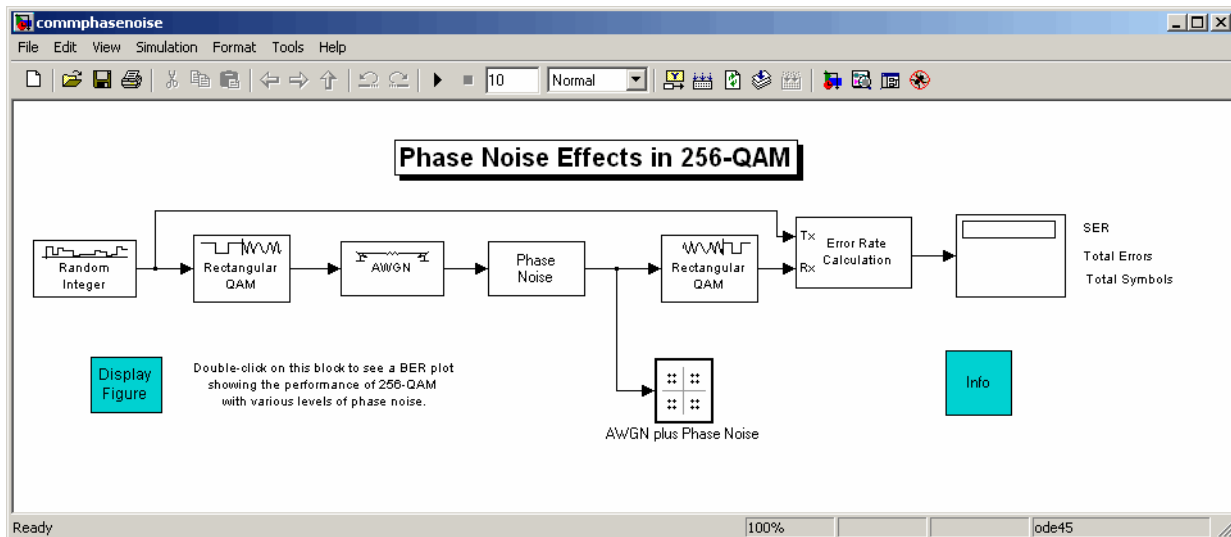 commphasenoise
File Edit View Simulation Format Tools Help
10 Normal
Phase Noise Effects in 256-QAM
Random
Integer
Rectangular
QAM
AWGN
Phase
Noise
Rectangular
QAM
Tx
Rx
Error Rate
Calculation
SER
Total Errors
Total Symbols
Display
Figure
Double-click on this block to see a BER plot
showing the performance of 256-QAM
with various levels of phase noise.
AWGN plus Phase Noise
Info
Ready 100% ode45